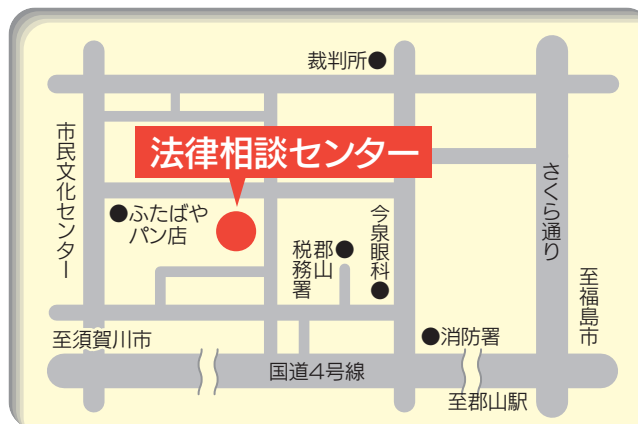 裁判所
市民文化センター
法律相談センター
さくら通り
ふたばや
パン店
今泉眼科
郡山
税務署
至福島市
至須賀川市
消防署
国道4号線
至郡山駅